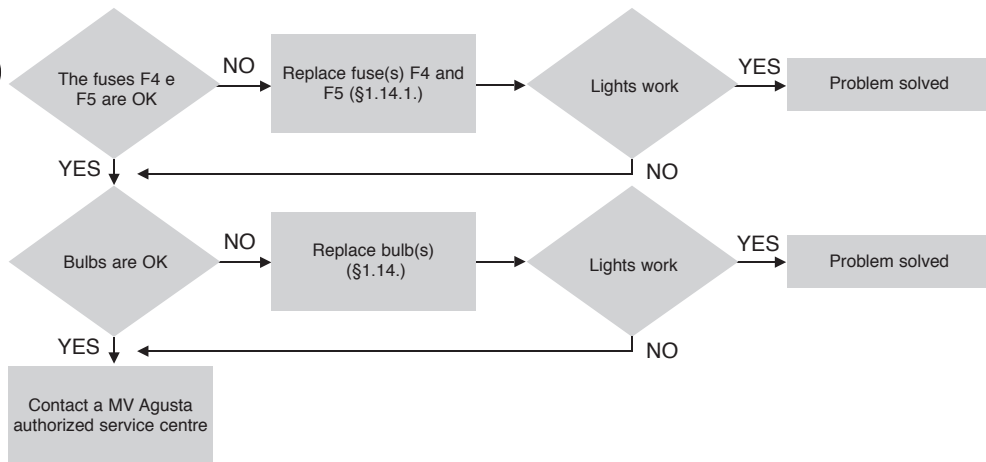 The fuses F4 e
F5 are OK
NO
Replace fuse(s) F4 and
F5 (§1.14.1.)
Lights work
YES
Problem solved
YES
NO
Bulbs are OK
NO
Replace bulb(s)
(§1.14.)
Lights work
YES
Problem solved
YES
NO
Contact a MV Agusta
authorized service centre